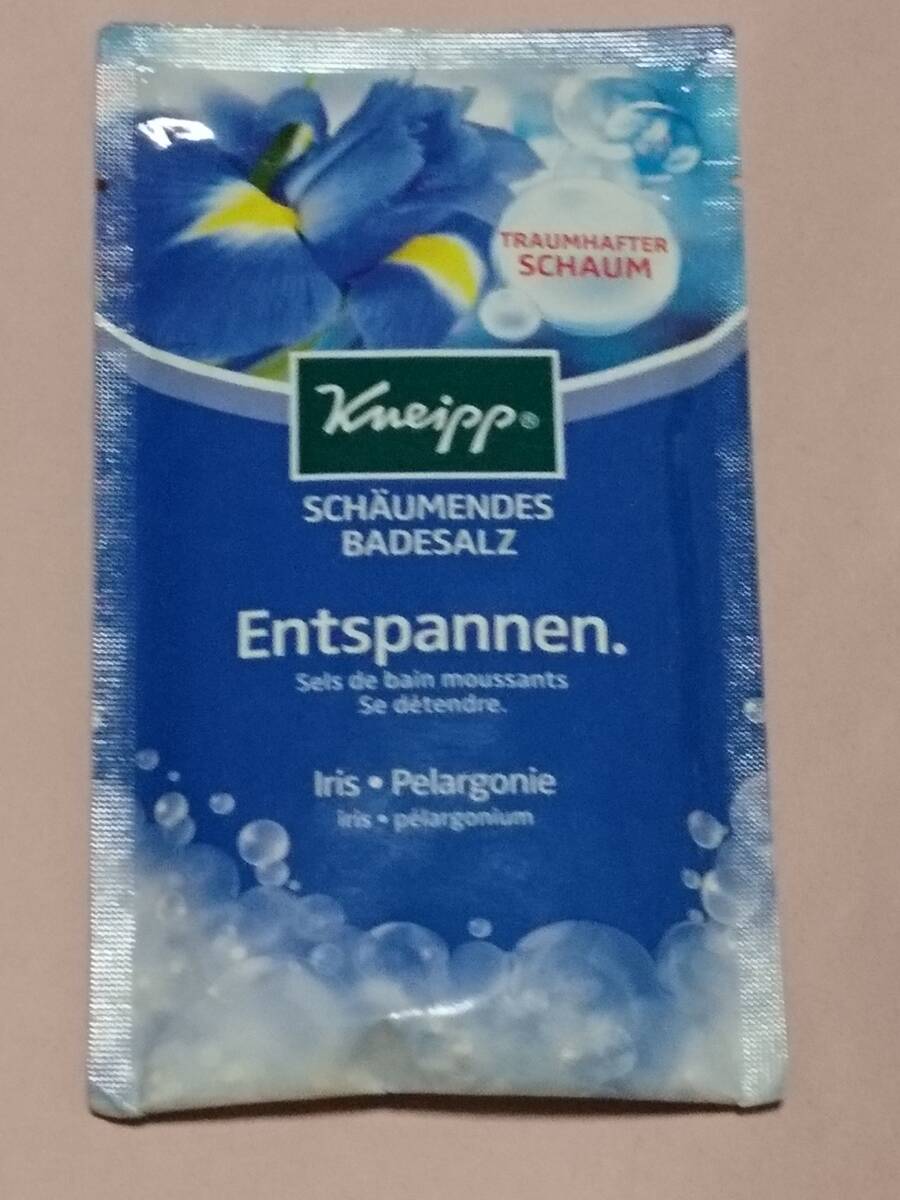 TRAUMHAFTER
SCHAUM
Kneipp®
SCHÄUMENDES
BADESALZ
Entspannen.
Sels de bain moussants
Se détendre.
Iris • Pelargonie
Iris • pélargonium